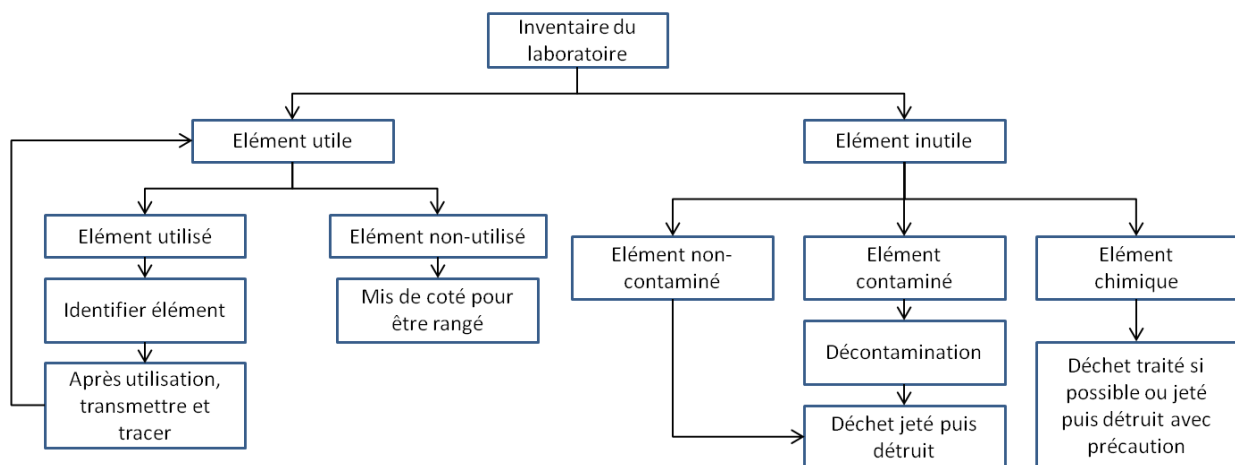 Inventaire du
laboratoire
Elément utile
Elément inutile
Elément utilisé
Elément non-utilisé
Elément non-
contaminé
Elément
contaminé
Elément
chimique
Identifier élément
Mis de coté pour
être rangé
Décontamination
Après utilisation,
transmettre et
tracer
Déchet jeté puis
détruit
Déchet traité si
possible ou jeté
puis détruit avec
précaution